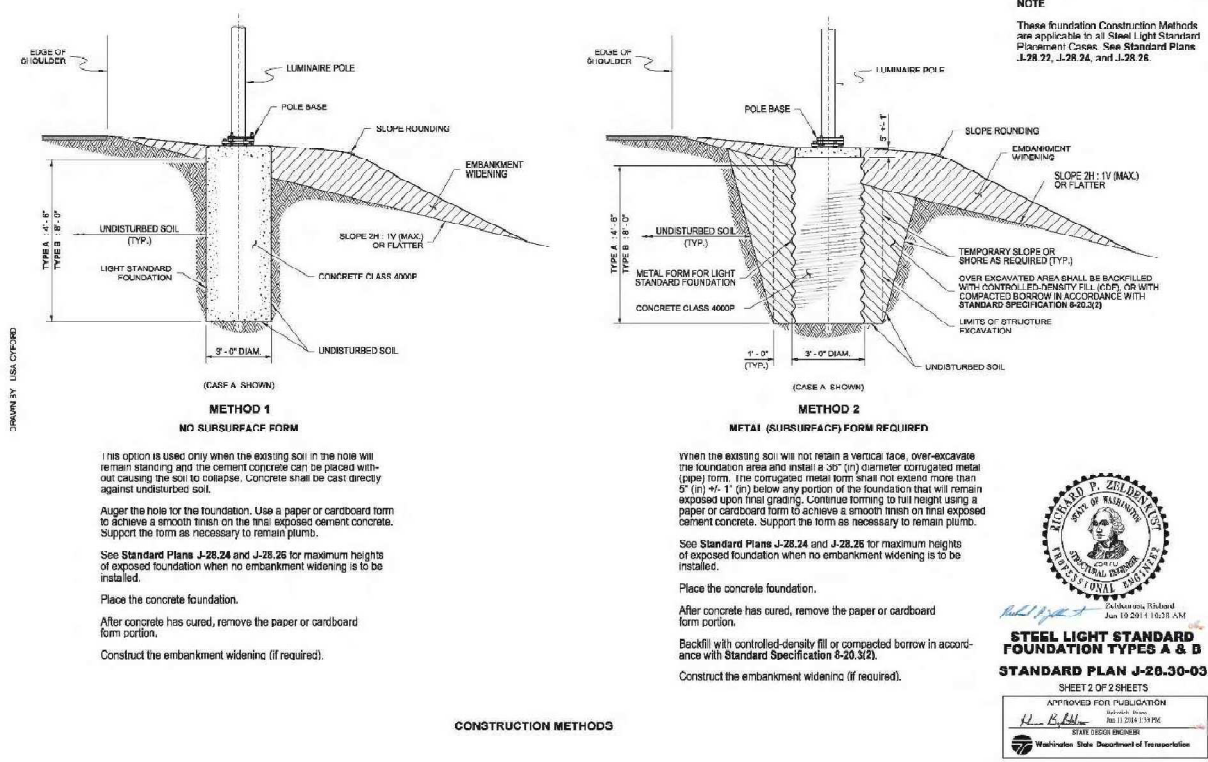 NOTE
These foundation Construction Methods
are applicable to all Steel Light Standard
Placement Cases. See Standard Plans
J-28.22, J-28.24, and J-28.26.
EDGE OF
SHOULDER
LUMINAIRE POLE
POLE BASE
SLOPE ROUNDING
EMBANKMENT
WIDENING
SLOPE 2H : 1V (MAX.)
OR FLATTER
TYPE A : 4' - 6"
TYPE B : 8' - 0"
UNDISTURBED SOIL
(TYP.)
LIGHT STANDARD
FOUNDATION
CONCRETE CLASS 4000P
3' - 0" DIAM.
UNDISTURBED SOIL
(CASE A SHOWN)
METHOD 1
NO SUBSURFACE FORM
This option is used only when the existing soil in the hole will
remain standing and the cement concrete can be placed with-
out causing the soil to collapse. Concrete shall be cast directly
against undisturbed soil.
Auger the hole for the foundation. Use a paper or cardboard form
to achieve a smooth finish on the final exposed cement concrete.
Support the form as necessary to remain plumb.
See Standard Plans J-28.24 and J-28.26 for maximum heights
of exposed foundation when no embankment widening is to be
installed.
Place the concrete foundation.
After concrete has cured, remove the paper or cardboard
form portion.
Construct the embankment widening (if required).
EDGE OF
SHOULDER
LUMINAIRE POLE
POLE BASE
5" +/- 1"
SLOPE ROUNDING
EMBANKMENT
WIDENING
SLOPE 2H : 1V (MAX.)
OR FLATTER
TYPE A : 4' - 6"
TYPE B : 8' - 0"
UNDISTURBED SOIL
(TYP.)
METAL FORM FOR LIGHT
STANDARD FOUNDATION
CONCRETE CLASS 4000P
TEMPORARY SLOPE OR
SHORE AS REQUIRED (TYP.)
OVER EXCAVATED AREA SHALL BE BACKFILLED
WITH CONTROLLED-DENSITY FILL (CDF), OR WITH
COMPACTED BORROW IN ACCORDANCE WITH
STANDARD SPECIFICATION 8-20.3(2)
LIMITS OF STRUCTURE
EXCAVATION
UNDISTURBED SOIL
1' - 0"
(TYP.)
3' - 0" DIAM.
(CASE A SHOWN)
METHOD 2
METAL (SUBSURFACE) FORM REQUIRED
When the existing soil will not retain a vertical face, over-excavate
the foundation area and install a 36" (in) diameter corrugated metal
(pipe) form. The corrugated metal form shall not extend more than
5" (in) +/- 1" (in) below any portion of the foundation that will remain
exposed upon final grading. Continue forming to full height using a
paper or cardboard form to achieve a smooth finish on final exposed
cement concrete. Support the form as necessary to remain plumb.
See Standard Plans J-28.24 and J-28.26 for maximum heights
of exposed foundation when no embankment widening is to be
installed.
Place the concrete foundation.
After concrete has cured, remove the paper or cardboard
form portion.
Backfill with controlled-density fill or compacted borrow in accord-
ance with Standard Specification 8-20.3(2).
Construct the embankment widening (if required).
CONSTRUCTION METHODS
DRAWN BY LISA CYFORD
RICHARD P. ZELDENRUST
STATE OF WASHINGTON
STRUCTURAL ENGINEER
PROFESSIONAL ENGINEER
Zeldenrust, Richard
Jun 10 2014 10:38 AM
STEEL LIGHT STANDARD
FOUNDATION TYPES A & B
STANDARD PLAN J-28.30-03
SHEET 2 OF 2 SHEETS
APPROVED FOR PUBLICATION
Jun 11 2014 1:39 PM
STATE DESIGN ENGINEER
Washington State Department of Transportation